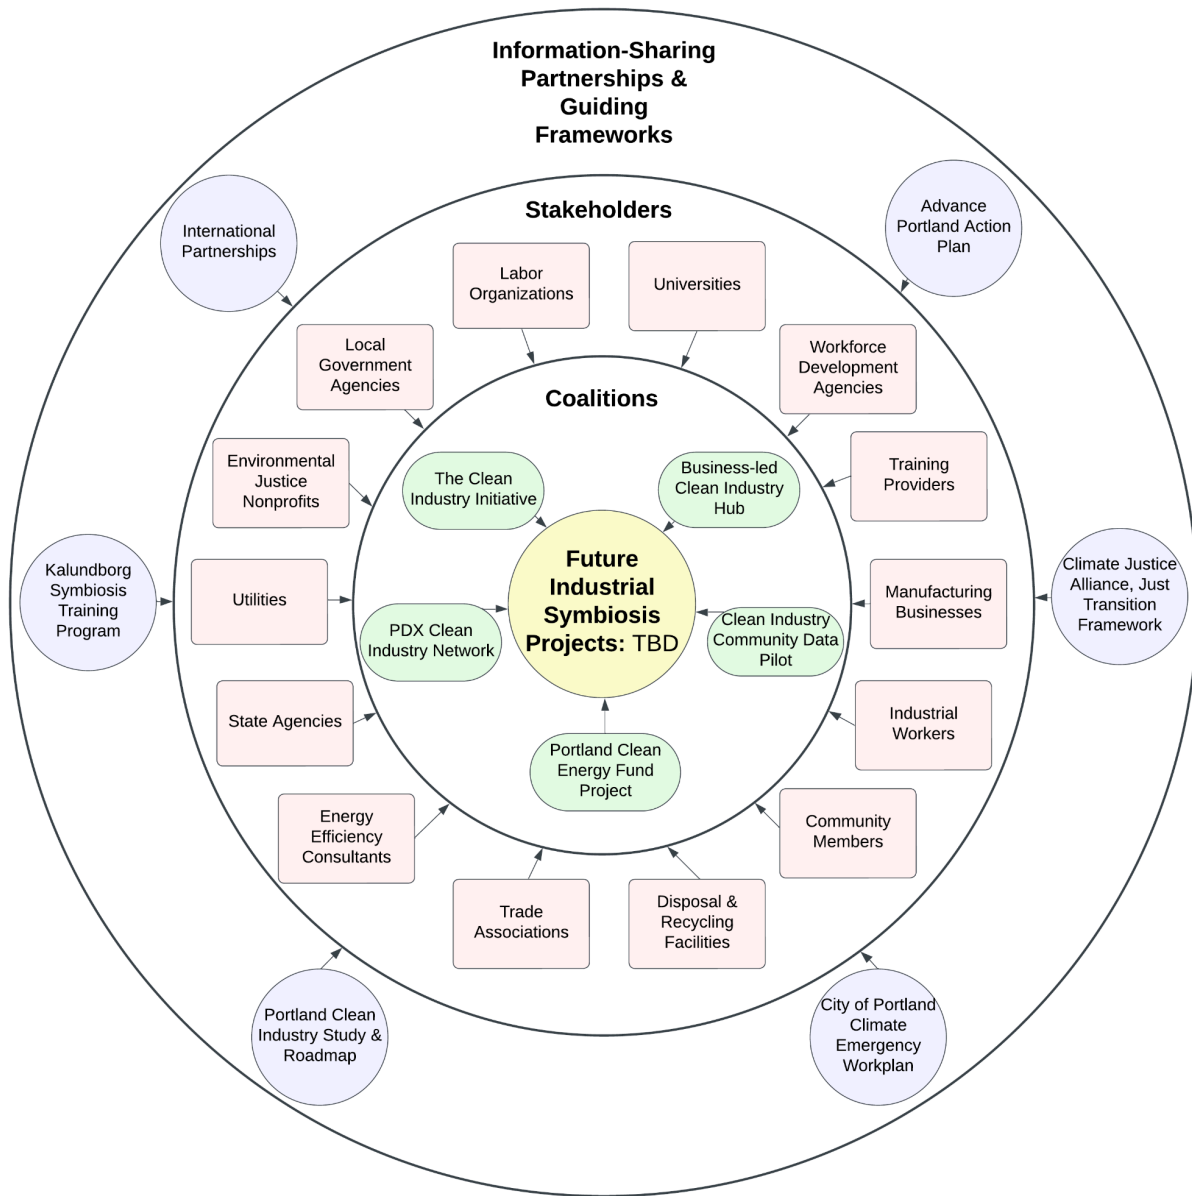 Information-Sharing
Partnerships &
Guiding
Frameworks
International
Partnerships
Advance
Portland Action
Plan
Stakeholders
Labor
Organizations
Universities
Local
Government
Agencies
Workforce
Development
Agencies
Environmental
Justice
Nonprofits
Training
Providers
Coalitions
The Clean
Industry Initiative
Business-led
Clean Industry
Hub
Kalundborg
Symbiosis
Training
Program
Utilities
PDX Clean
Industry Network
Future
Industrial
Symbiosis
Projects: TBD
Clean Industry
Community Data
Pilot
Manufacturing
Businesses
Climate Justice
Alliance, Just
Transition
Framework
State Agencies
Portland Clean
Energy Fund
Project
Industrial
Workers
Energy
Efficiency
Consultants
Community
Members
Trade
Associations
Disposal &
Recycling
Facilities
Portland Clean
Industry Study &
Roadmap
City of Portland
Climate
Emergency
Workplan